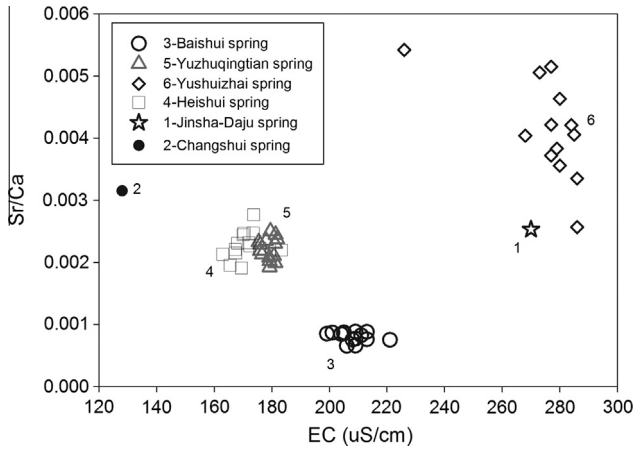 0.006
0.005
0.004
0.003
0.002
0.001
0.000
Sr/Ca
3-Baishui spring
5-Yuzhuqingtian spring
6-Yushuizhai spring
4-Heishui spring
1-Jinsha-Daju spring
2-Changshui spring
6
2
5
1
4
3
120 140 160 180 200 220 240 260 280 300
EC (uS/cm)